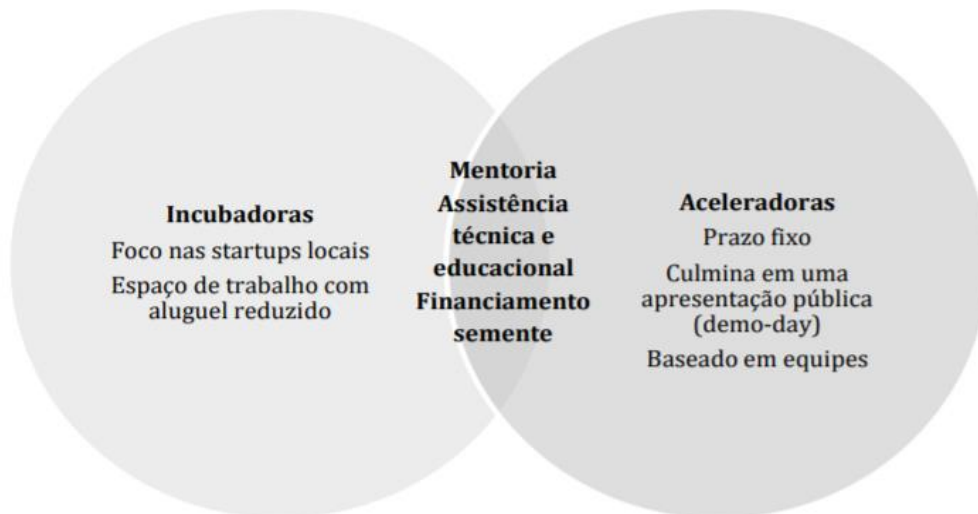 Incubadoras
Foco nas startups locais
Espaço de trabalho com
aluguel reduzido
Mentoria
Assistência
técnica e
educacional
Financiamento
semente
Aceleradoras
Prazo fixo
Culmina em uma
apresentação pública
(demo-day)
Baseado em equipes